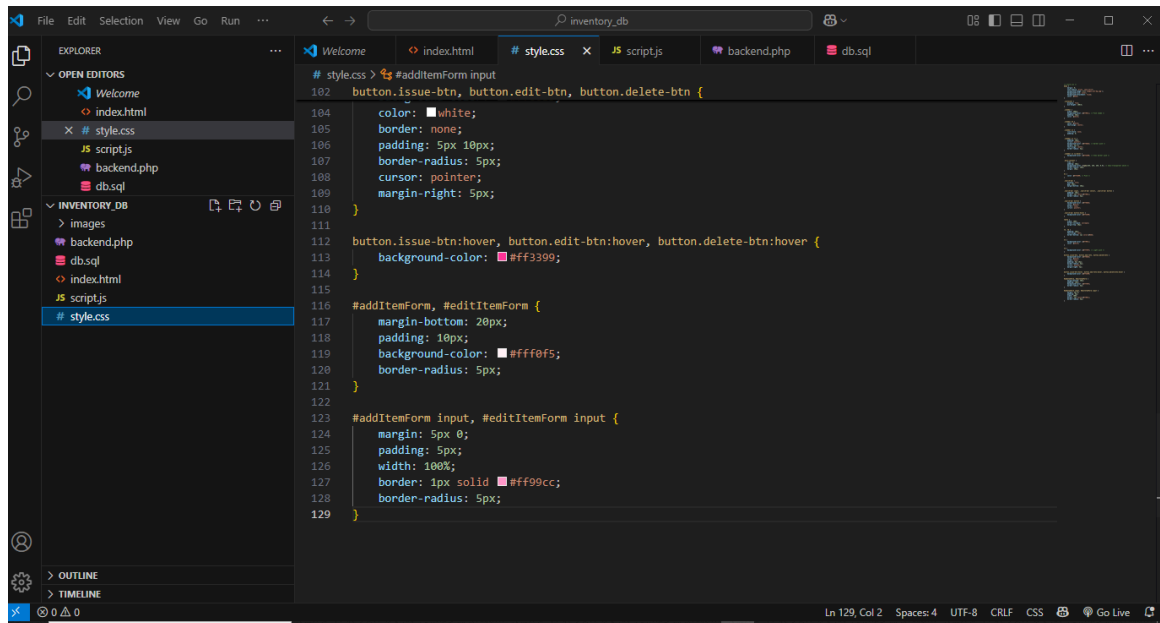 File Edit Selection View Go Run ···
inventory_db
EXPLORER
OPEN EDITORS
Welcome
index.html
# style.css
JS script.js
backend.php
db.sql
INVENTORY_DB
images
backend.php
db.sql
index.html
JS script.js
# style.css
OUTLINE
TIMELINE
Welcome
index.html
# style.css
JS script.js
backend.php
db.sql
# style.css > #addItemForm input
102 button.issue-btn, button.edit-btn, button.delete-btn {
104 color: white;
105 border: none;
106 padding: 5px 10px;
107 border-radius: 5px;
108 cursor: pointer;
109 margin-right: 5px;
110 }
111
112 button.issue-btn:hover, button.edit-btn:hover, button.delete-btn:hover {
113 background-color: #ff3399;
114 }
115
116 #addItemForm, #editItemForm {
117 margin-bottom: 20px;
118 padding: 10px;
119 background-color: #fff0f5;
120 border-radius: 5px;
121 }
122
123 #addItemForm input, #editItemForm input {
124 margin: 5px 0;
125 padding: 5px;
126 width: 100%;
127 border: 1px solid #ff99cc;
128 border-radius: 5px;
129 }
0 0
Ln 129, Col 2 Spaces: 4 UTF-8 CRLF CSS Go Live